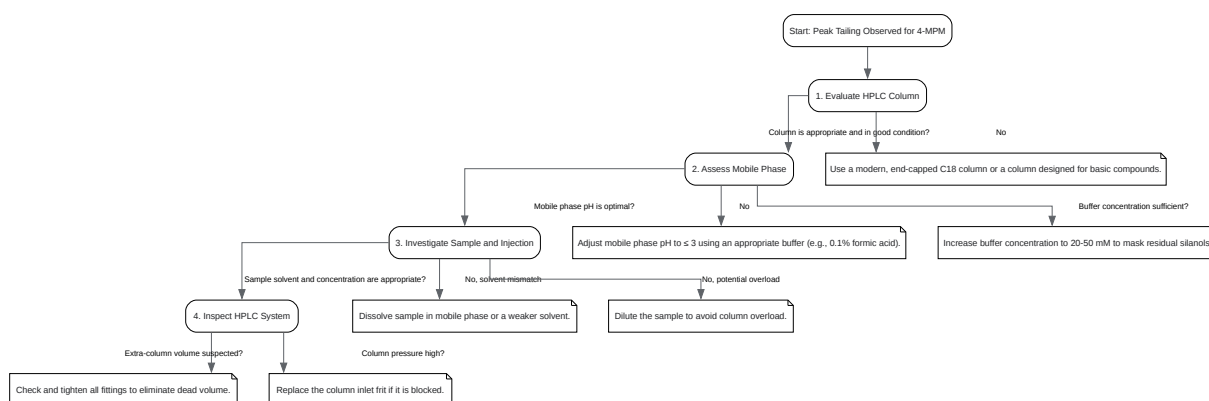 Start: Peak Tailing Observed for 4-MPM
1. Evaluate HPLC Column
Column is appropriate and in good condition?
No
2. Assess Mobile Phase
Use a modern, end-capped C18 column or a column designed for basic compounds.
Mobile phase pH is optimal?
No
Buffer concentration sufficient?
3. Investigate Sample and Injection
Adjust mobile phase pH to ≤ 3 using an appropriate buffer (e.g., 0.1% formic acid).
Increase buffer concentration to 20-50 mM to mask residual silanols
Sample solvent and concentration are appropriate?
No, solvent mismatch
No, potential overload
4. Inspect HPLC System
Dissolve sample in mobile phase or a weaker solvent.
Dilute the sample to avoid column overload.
Extra-column volume suspected?
Column pressure high?
Check and tighten all fittings to eliminate dead volume.
Replace the column inlet frit if it is blocked.